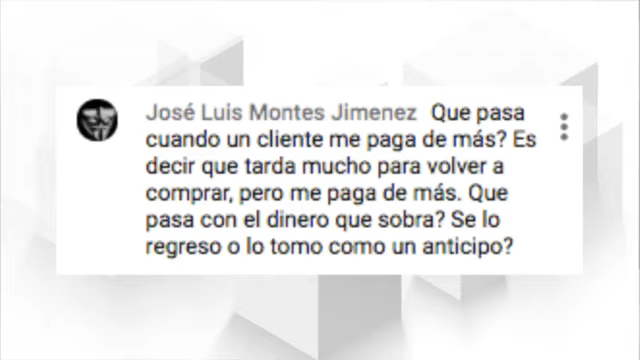 José Luis Montes Jimenez Que pasa
cuando un cliente me paga de más? Es
decir que tarda mucho para volver a
comprar, pero me paga de más. Que
pasa con el dinero que sobra? Se lo
regreso o lo tomo como un anticipo?